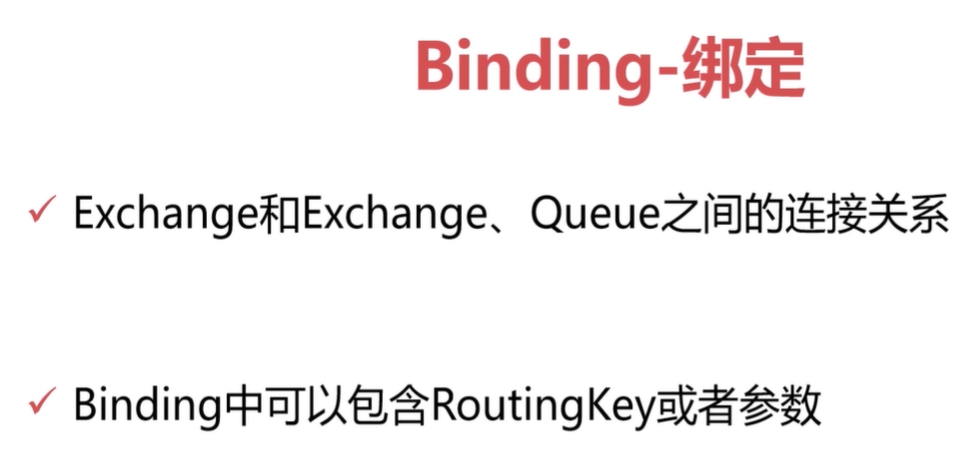 Binding-绑定
✓ Exchange和Exchange、Queue之间的连接关系
✓ Binding中可以包含RoutingKey或者参数